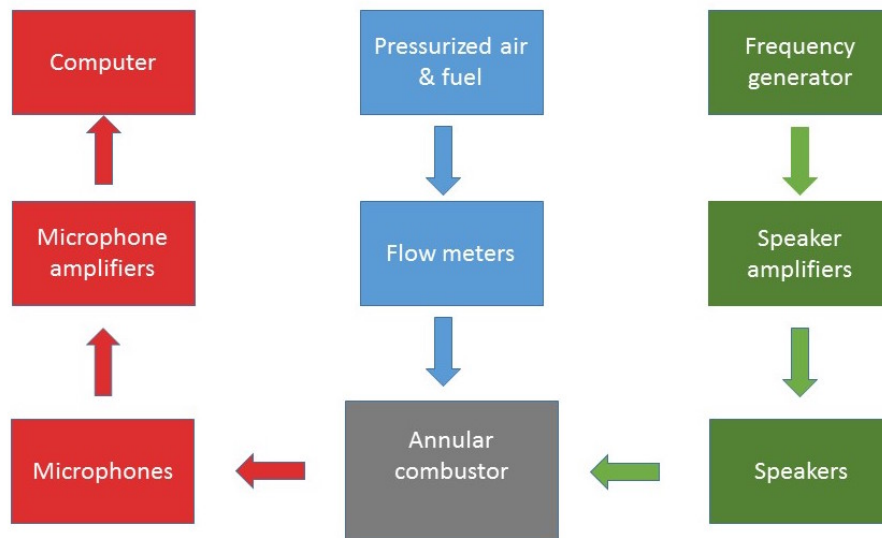 Computer
Pressurized air
& fuel
Frequency
generator
Microphone
amplifiers
Flow meters
Speaker
amplifiers
Microphones
Annular
combustor
Speakers